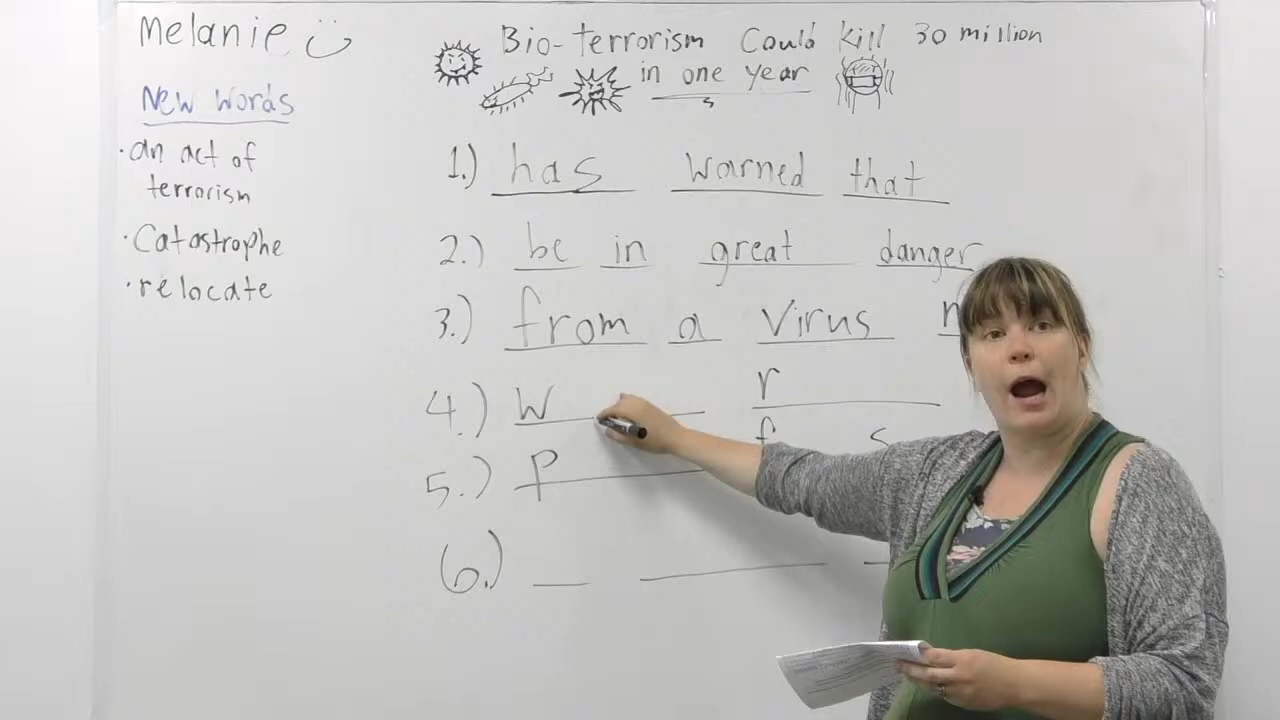 Melanie
New words
·an act of
terrorism
·Catastrophe
·relocate
Bio-terrorism Could kill 30 million
in one year
1.) has warned that
2.) be in great danger
3.) from a virus n
4.) W r
5.) P f s
6.)